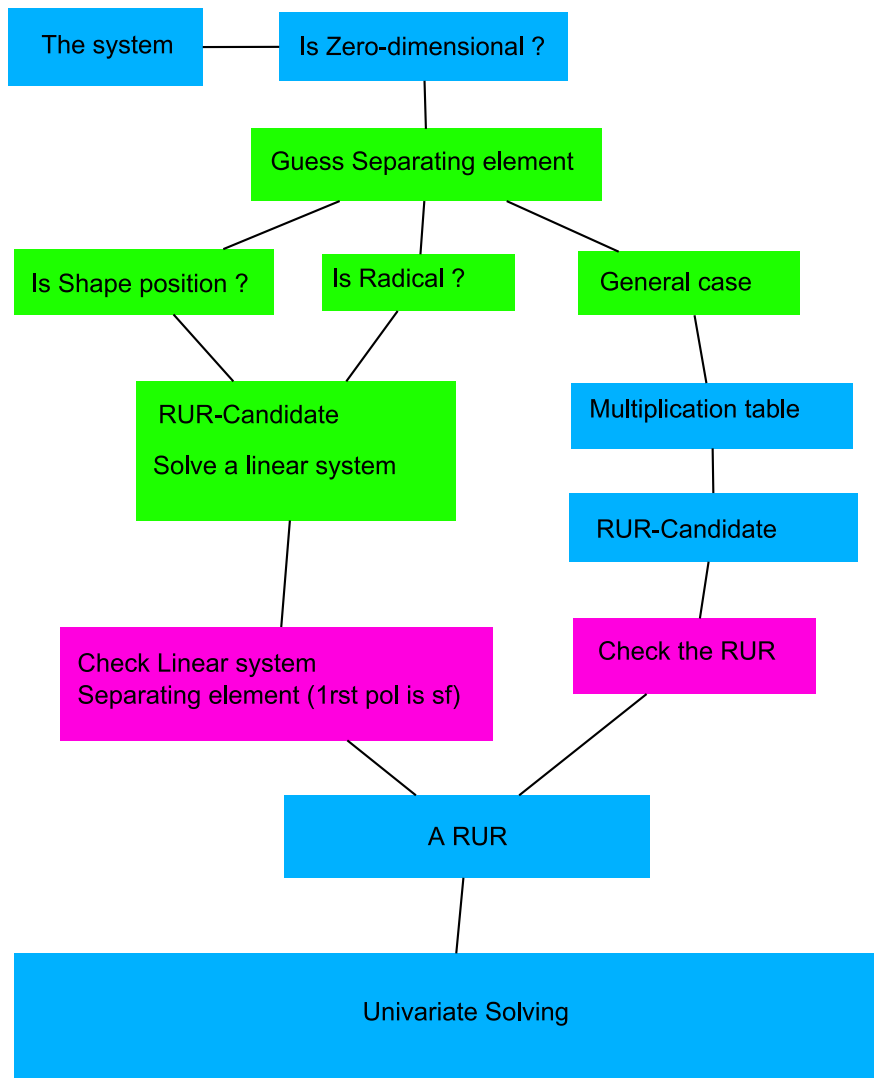 The system
Is Zero-dimensional ?
Guess Separating element
Is Shape position ?
Is Radical ?
General case
RUR-Candidate
Solve a linear system
Multiplication table
RUR-Candidate
Check Linear system
Separating element (1rst pol is sf)
Check the RUR
A RUR
Univariate Solving